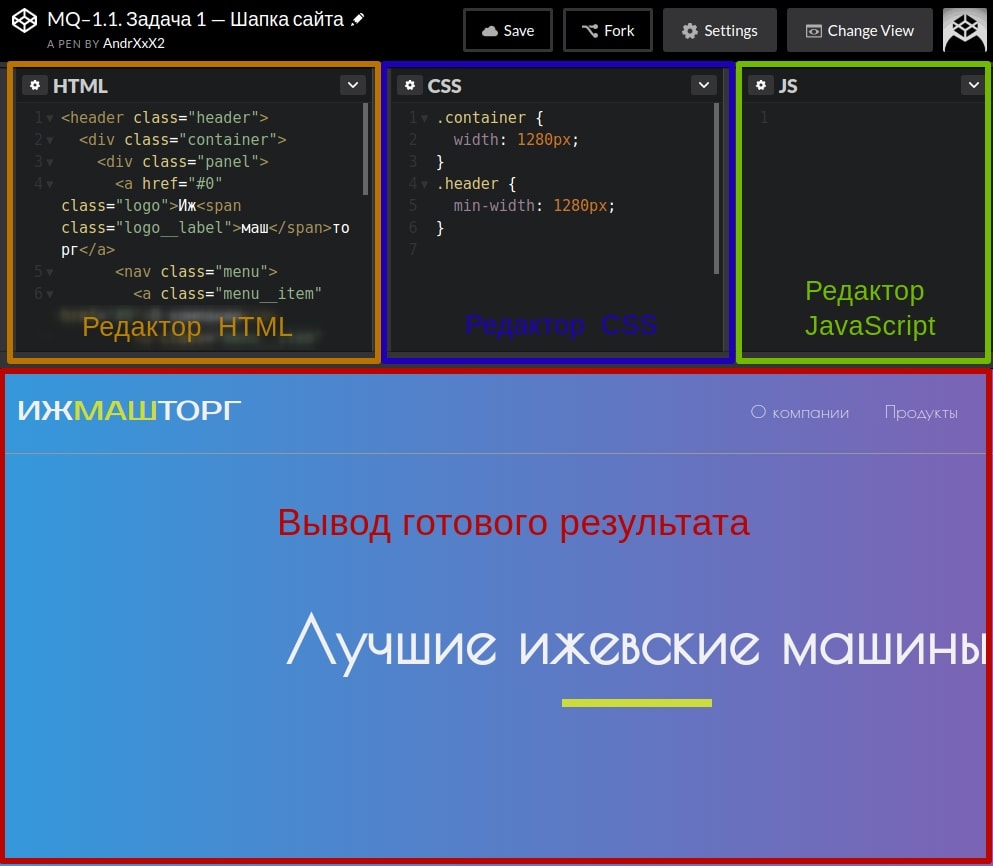 MQ-1.1. Задача 1 — Шапка сайта
A PEN BY AndrXxX2
Save
Fork
Settings
Change View
HTML
1 <header class="header">
2 <div class="container">
3 <div class="panel">
4 <a href="#0"
class="logo">Иж<span
class="logo__label">маш</span>то
рг</a>
5 <nav class="menu">
6 <a class="menu__item"
Редактор HTML
CSS
1 .container {
2 width: 1280px;
3 }
4 .header {
5 min-width: 1280px;
6 }
7
Редактор CSS
JS
1
Редактор
JavaScript
ИЖМАШТОРГ
О компании
Продукты
Вывод готового результата
Лучшие ижевские машины